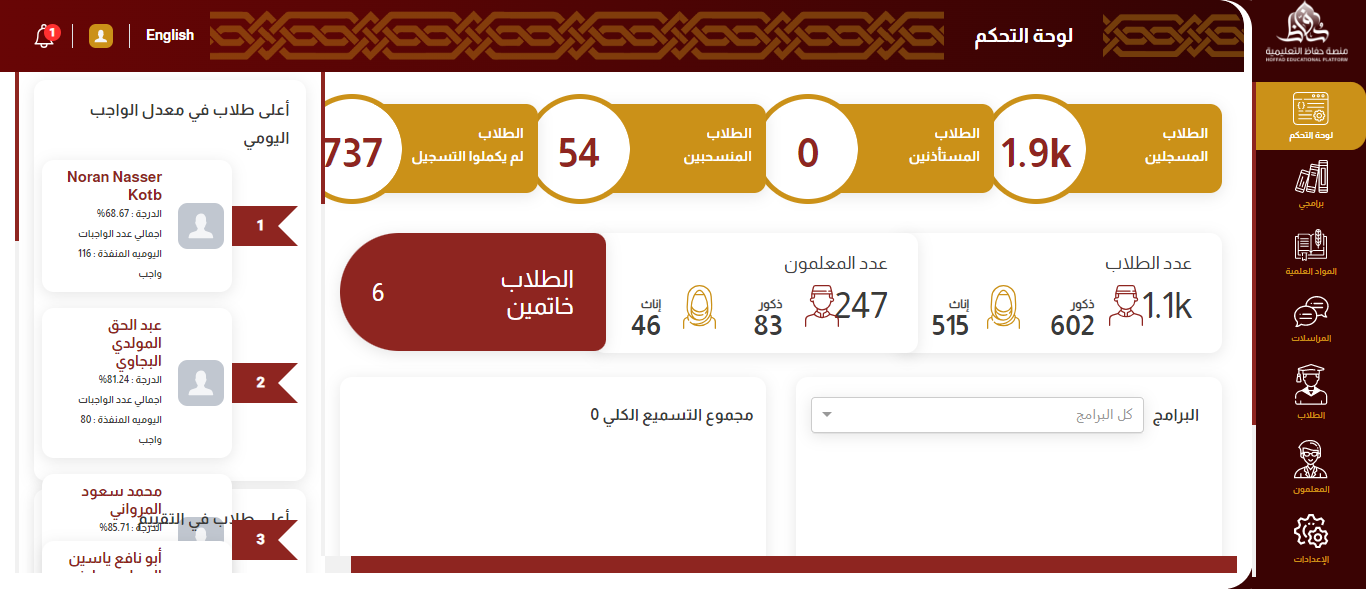 منصة حفاظ التعليمية
HOFFAD EDUCATIONAL PLATFORM
لوحة التحكم
English
1
لوحة التحكم
برامجي
المواد العلمية
المراسلات
الطلاب
المعلمون
الإعدادات
الطلاب
المسجلين
1.9k
الطلاب
المستأذنين
0
الطلاب
المنسحبين
54
الطلاب
لم يكملوا التسجيل
737
عدد الطلاب
1.1k
ذكور
602
إناث
515
عدد المعلمون
247
ذكور
83
إناث
46
الطلاب
خاتمين
6
البرامج
كل البرامج
مجموع التسميع الكلي 0
أعلى طلاب في معدل الواجب
اليومي
1
Noran Nasser
Kotb
الدرجة : 68.67%
اجمالي عدد الواجبات
اليوميه المنفذة : 116
واجب
2
عبد الحق
المولدي
البجاوي
الدرجة : 81.24%
اجمالي عدد الواجبات
اليوميه المنفذة : 80
واجب
3
محمد سعود
المرواني
الدرجة : 85.71%
أعلى طلاب في التقييم
أبو نافع ياسين